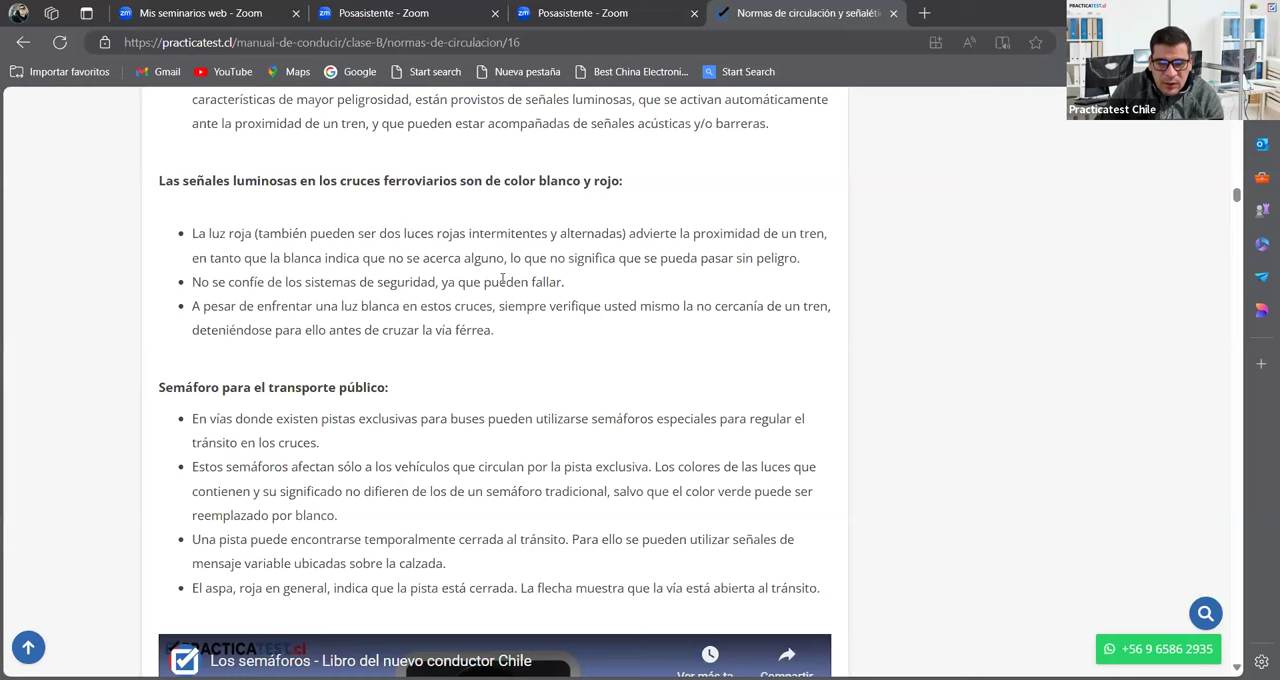 Mis seminarios web - Zoom
Posasistente - Zoom
Posasistente - Zoom
Normas de circulación y señaléti
https://practicatest.cl/manual-de-conducir/clase-B/normas-de-circulacion/16
Importar favoritos
Gmail
YouTube
Maps
Google
Start search
Nueva pestaña
Best China Electroni...
Start Search
PRACTICATEST.cl
Practicatest Chile
características de mayor peligrosidad, están provistos de señales luminosas, que se activan automáticamente
ante la proximidad de un tren, y que pueden estar acompañadas de señales acústicas y/o barreras.
Las señales luminosas en los cruces ferroviarios son de color blanco y rojo:
• La luz roja (también pueden ser dos luces rojas intermitentes y alternadas) advierte la proximidad de un tren,
en tanto que la blanca indica que no se acerca alguno, lo que no significa que se pueda pasar sin peligro.
• No se confíe de los sistemas de seguridad, ya que pueden fallar.
• A pesar de enfrentar una luz blanca en estos cruces, siempre verifique usted mismo la no cercanía de un tren,
deteniéndose para ello antes de cruzar la vía férrea.
Semáforo para el transporte público:
• En vías donde existen pistas exclusivas para buses pueden utilizarse semáforos especiales para regular el
tránsito en los cruces.
• Estos semáforos afectan sólo a los vehículos que circulan por la pista exclusiva. Los colores de las luces que
contienen y su significado no difieren de los de un semáforo tradicional, salvo que el color verde puede ser
reemplazado por blanco.
• Una pista puede encontrarse temporalmente cerrada al tránsito. Para ello se pueden utilizar señales de
mensaje variable ubicadas sobre la calzada.
• El aspa, roja en general, indica que la pista está cerrada. La flecha muestra que la vía está abierta al tránsito.
PRACTICATEST.cl
Los semáforos - Libro del nuevo conductor Chile
Ver más ta
Compartir
+56 9 6586 2935